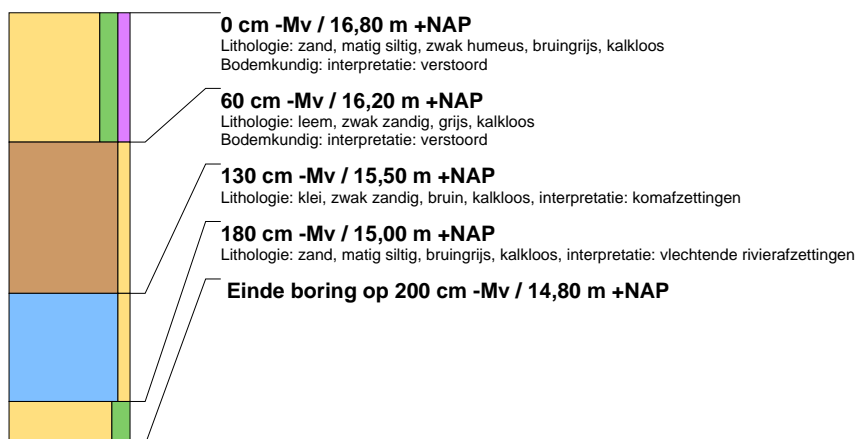 0 cm -Mv / 16,80 m +NAP
Lithologie: zand, matig siltig, zwak humeus, bruingrijs, kalkloos
Bodemkundig: interpretatie: verstoord
60 cm -Mv / 16,20 m +NAP
Lithologie: leem, zwak zandig, grijs, kalkloos
Bodemkundig: interpretatie: verstoord
130 cm -Mv / 15,50 m +NAP
Lithologie: klei, zwak zandig, bruin, kalkloos, interpretatie: komafzettingen
180 cm -Mv / 15,00 m +NAP
Lithologie: zand, matig siltig, bruingrijs, kalkloos, interpretatie: vlechtende rivierafzettingen
Einde boring op 200 cm -Mv / 14,80 m +NAP